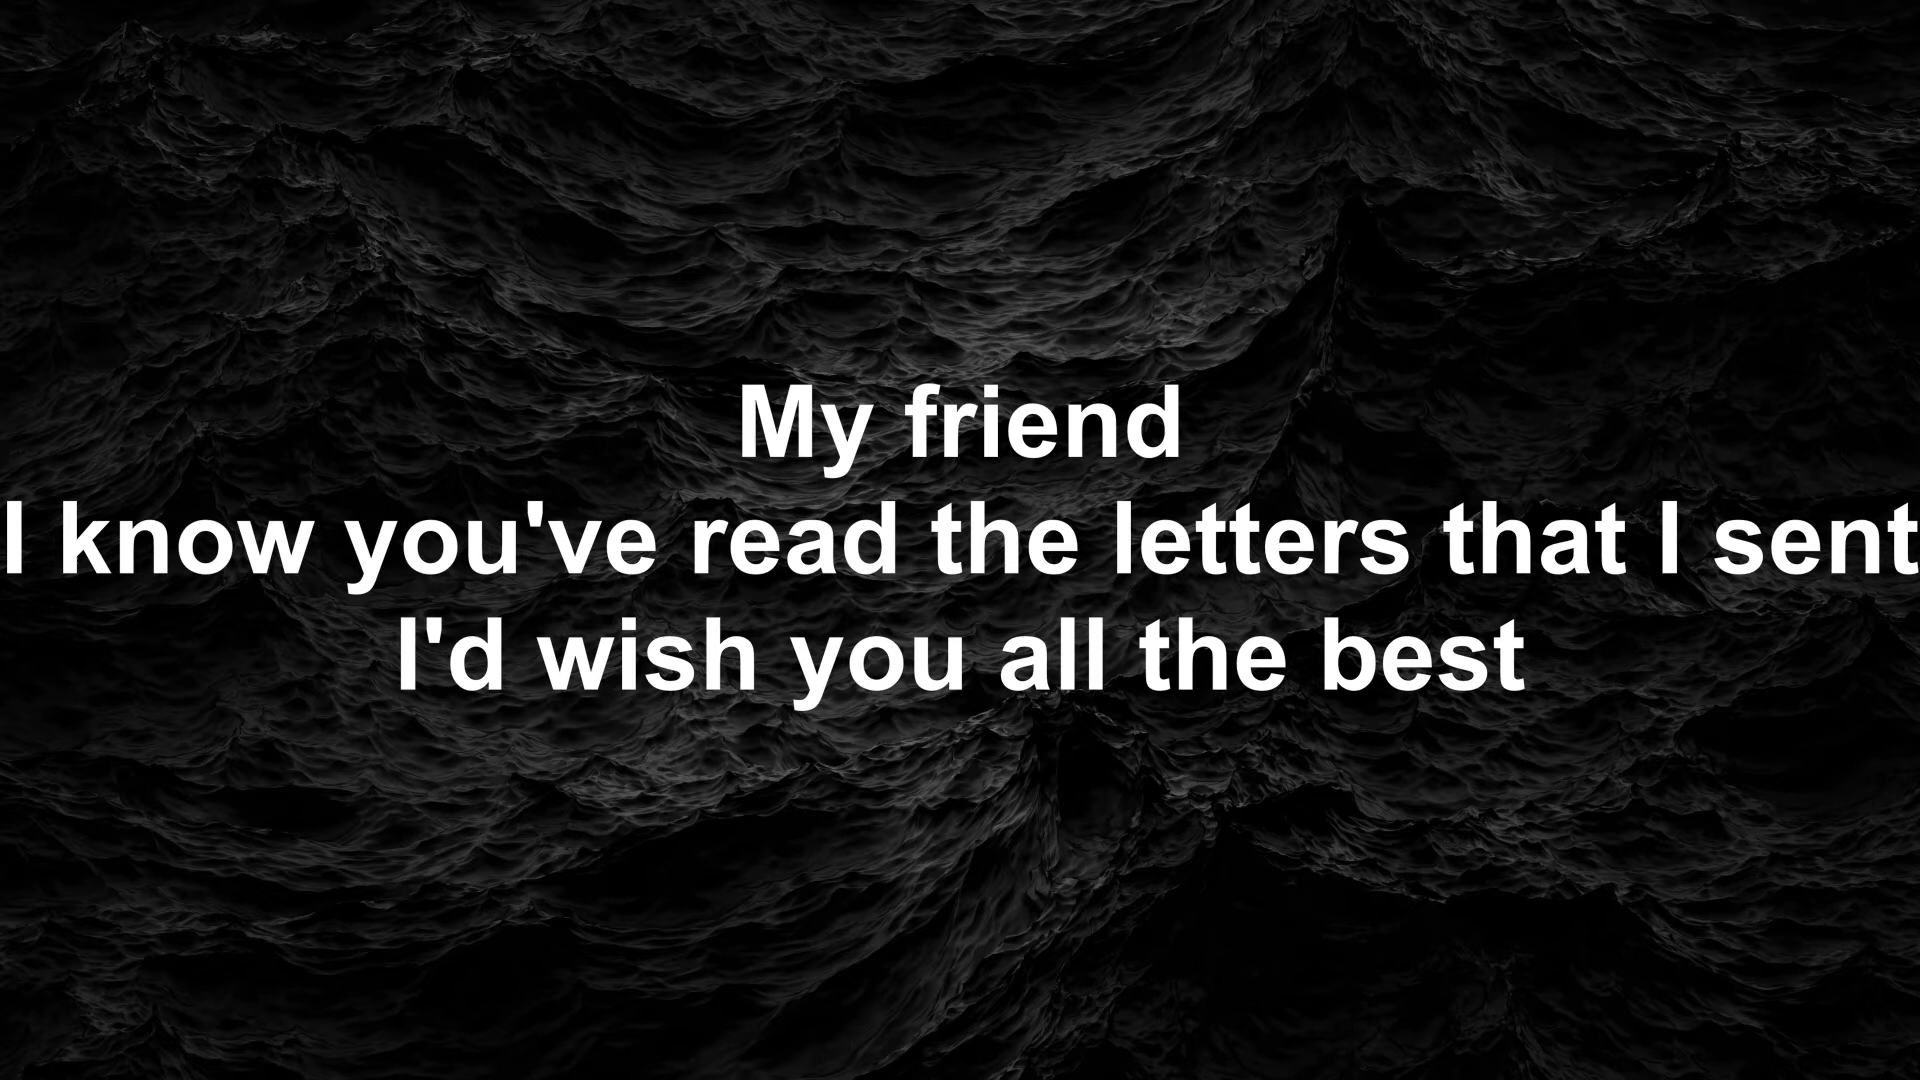 My friend
I know you've read the letters that I sent
I'd wish you all the best